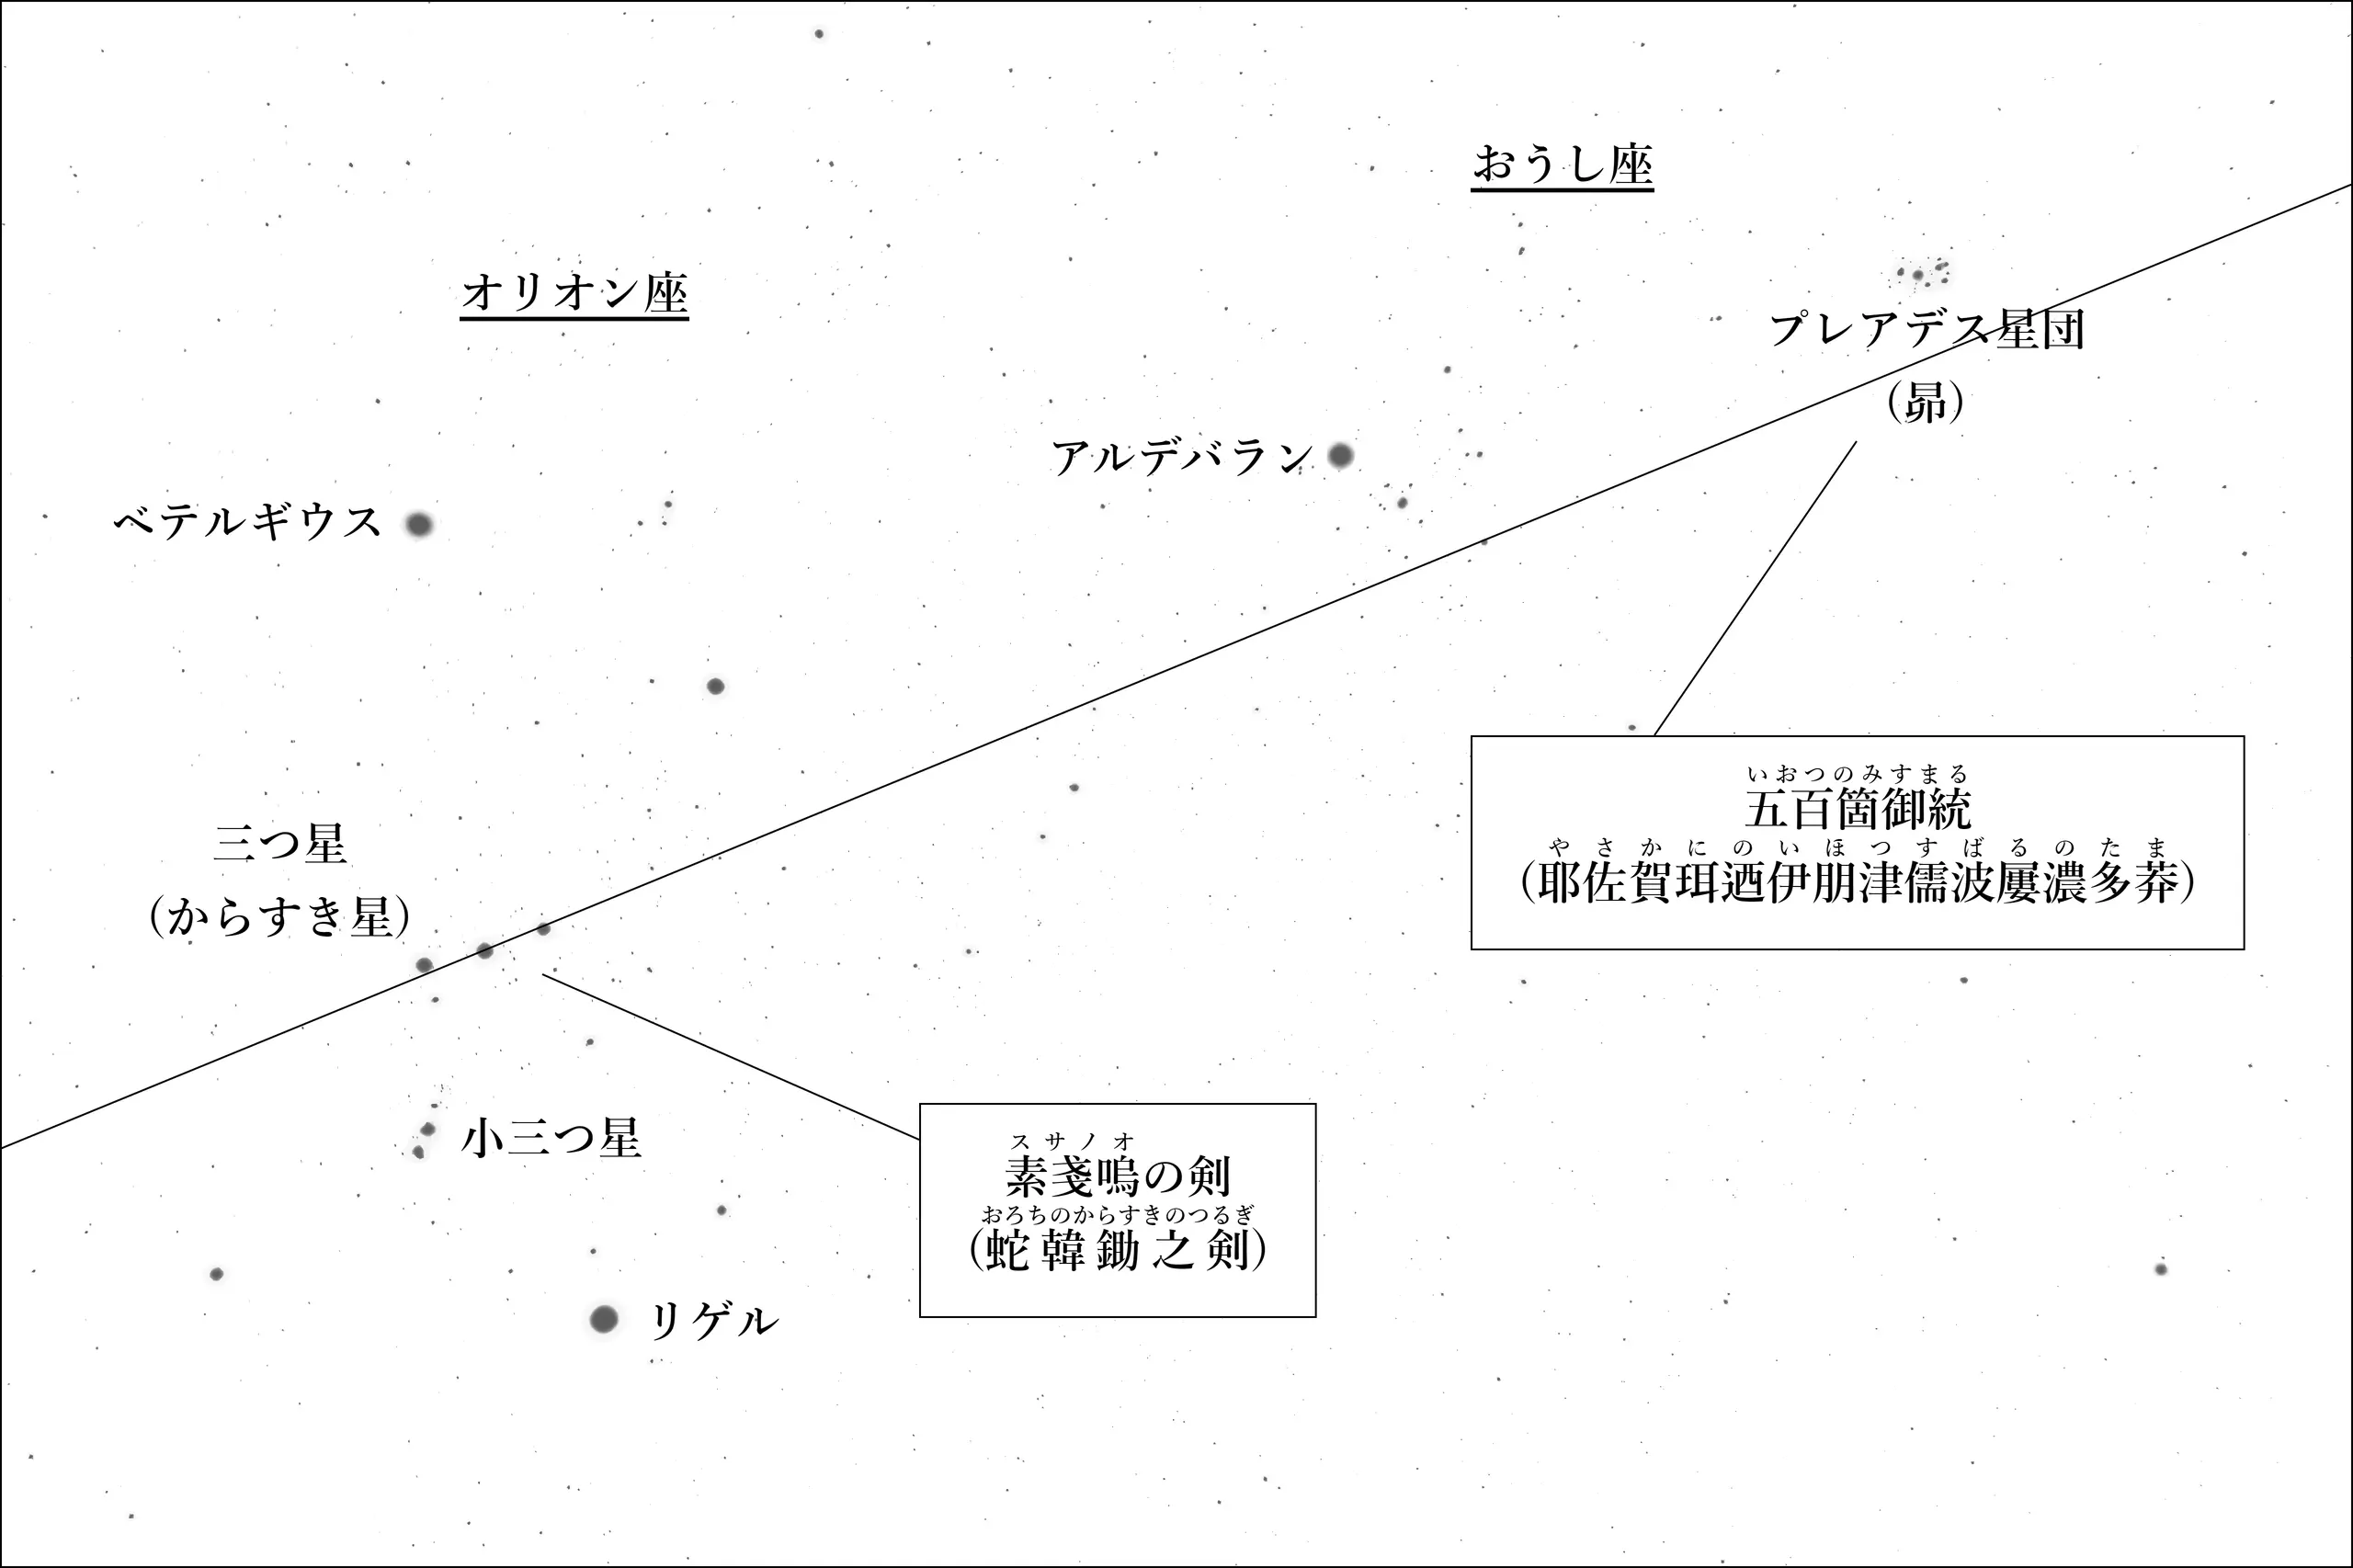 おうし座
オリオン座
プレアデス星団
(昴)
アルデバラン
ベテルギウス
いおつのみすまる
五百箇御統
やさかにのいほつすばるのたま
(耶佐賀珥迺伊朋津儒波屢濃多莽)
三つ星
(からすき星)
小三つ星
スサノオ
素戔嗚の剣
おろちのからすきのつるぎ
(蛇韓鋤之剣)
リゲル